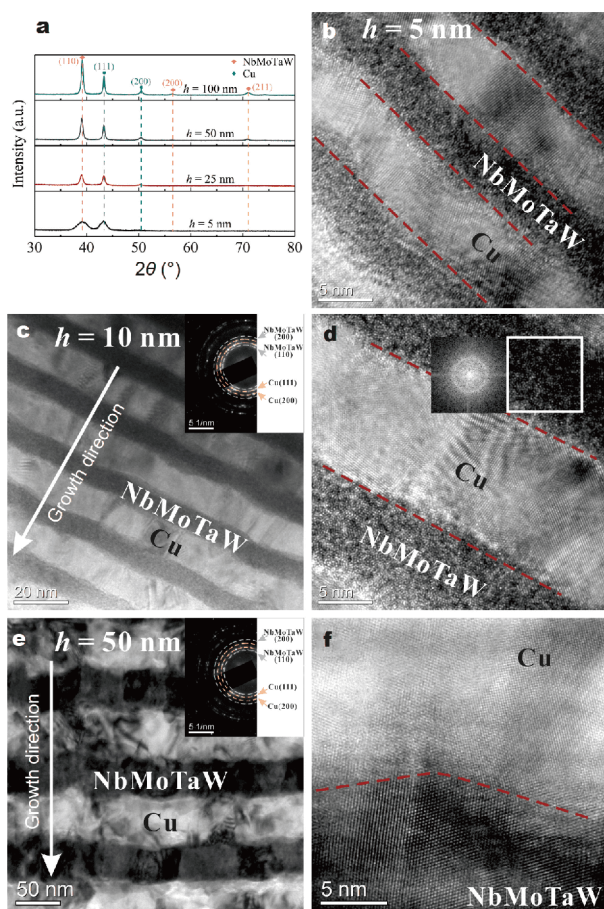 a
(110)
(111)
(200)
(200)
(211)
NbMoTaW
Cu
h = 100 nm
h = 50 nm
h = 25 nm
h = 5 nm
Intensity (a.u.)
30 40 50 60 70 80
2θ (°)
b h = 5 nm
NbMoTaW
Cu
5 nm
c h = 10 nm
NbMoTaW
(200)
NbMoTaW
(110)
Cu(111)
Cu(200)
5 1/nm
Growth direction
NbMoTaW
Cu
20 nm
d
Cu
NbMoTaW
5 nm
e h = 50 nm
NbMoTaW
(200)
NbMoTaW
(110)
Cu(111)
Cu(200)
5 1/nm
Growth direction
NbMoTaW
Cu
50 nm
f
Cu
5 nm
NbMoTaW